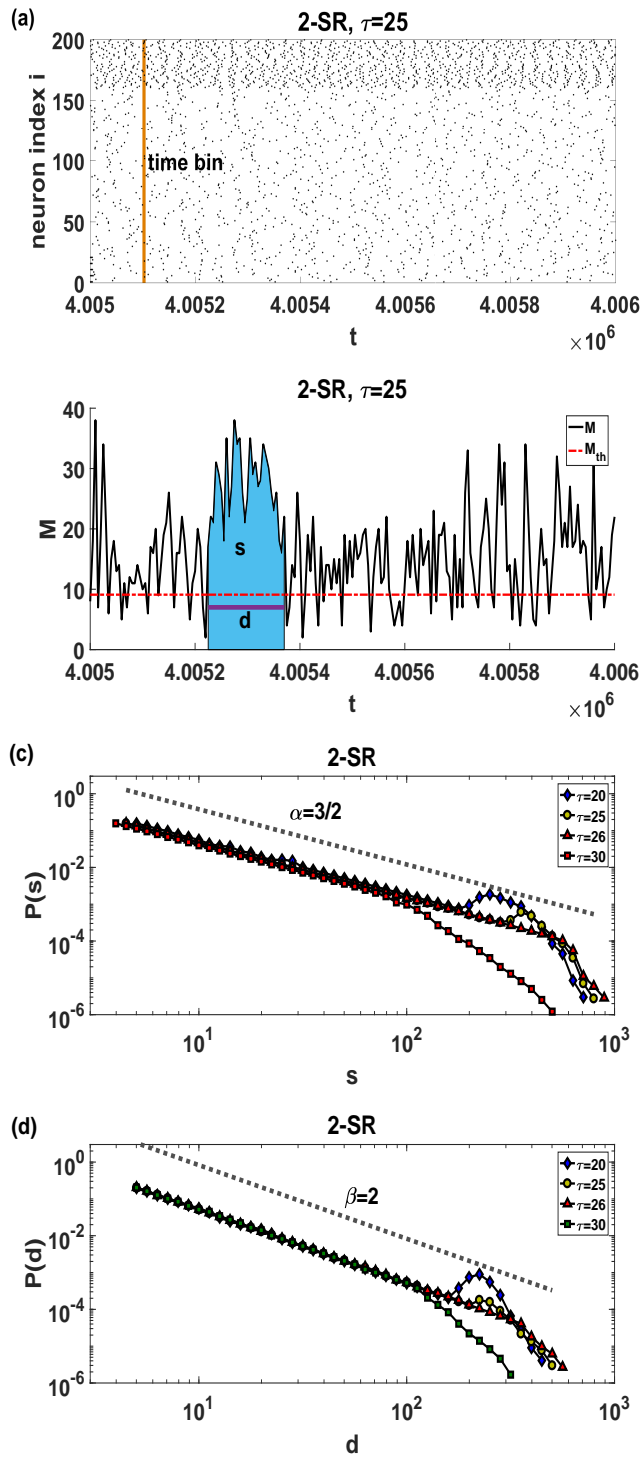 (a)
2-SR, τ=25
200
150
100
50
0
neuron index i
time bin
4.005 4.0052 4.0054 4.0056 4.0058 4.006
t
×10^6
2-SR, τ=25
40
30
20
10
0
M
M
M_th
s
d
4.005 4.0052 4.0054 4.0056 4.0058 4.006
t
×10^6
(c)
2-SR
10^0
10^-2
10^-4
10^-6
P(s)
α=3/2
τ=20
τ=25
τ=26
τ=30
10^1 10^2 10^3
s
(d)
2-SR
10^0
10^-2
10^-4
10^-6
P(d)
β=2
τ=20
τ=25
τ=26
τ=30
10^1 10^2 10^3
d